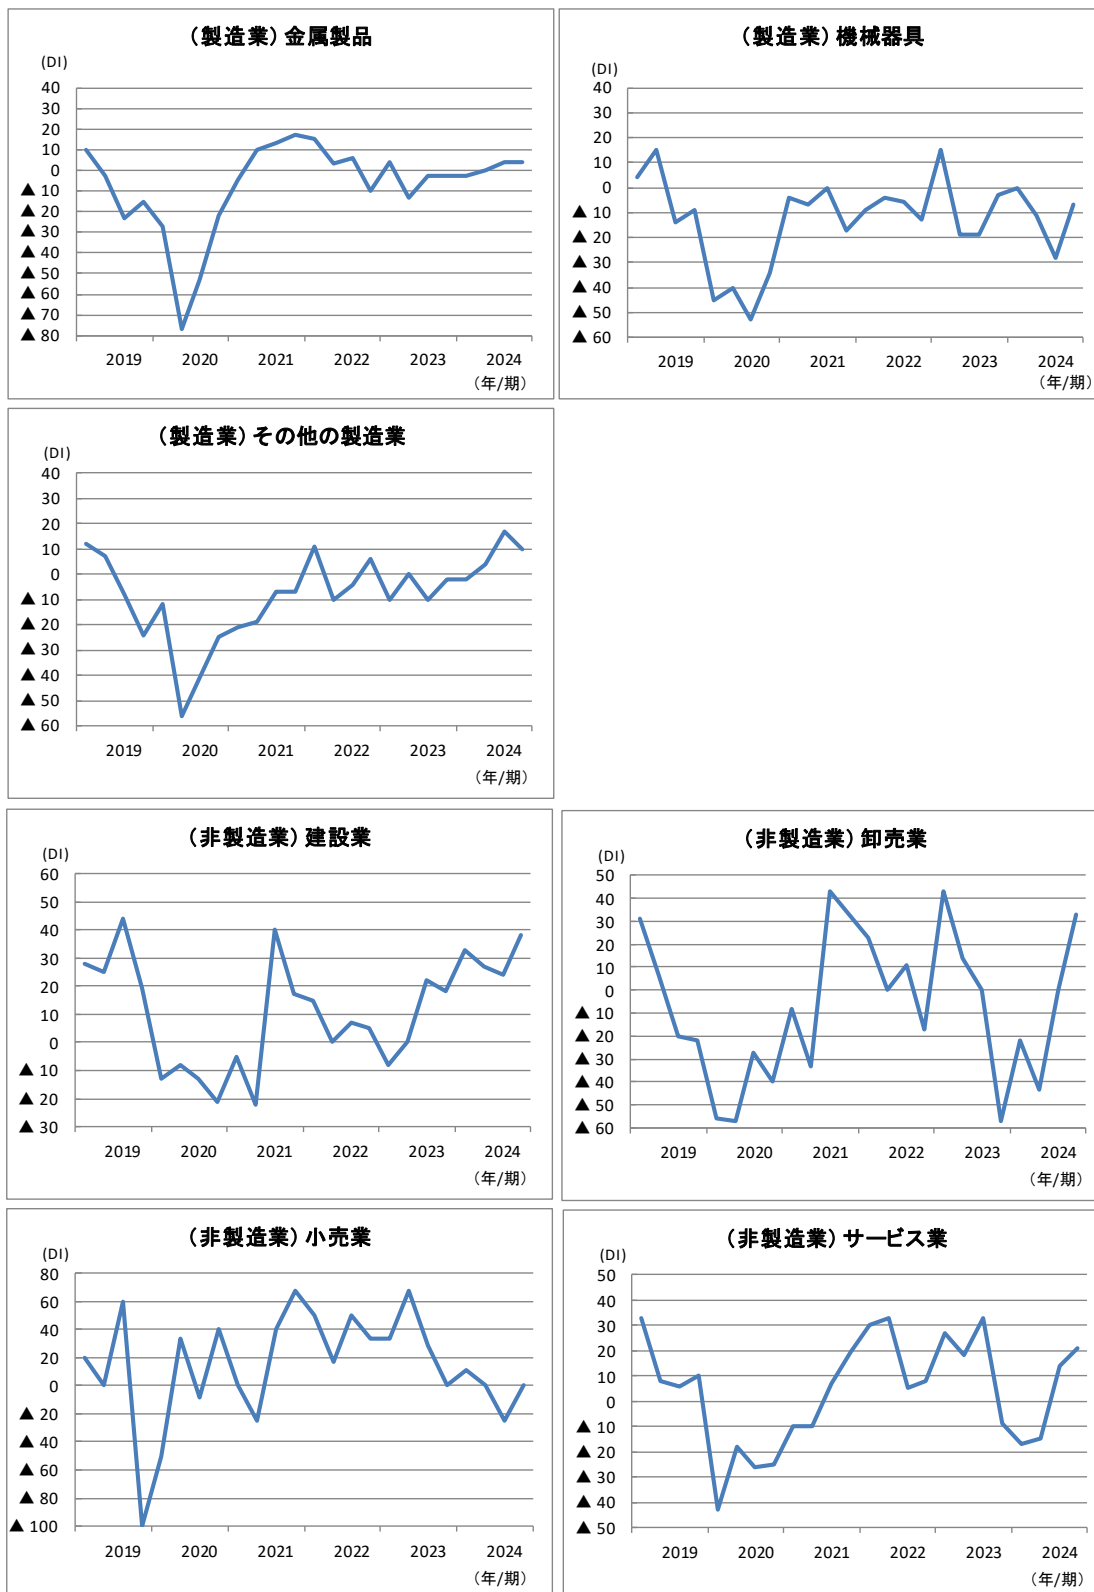 （製造業）金属製品
(DI)
40
30
20
10
0
▲ 10
▲ 20
▲ 30
▲ 40
▲ 50
▲ 60
▲ 70
▲ 80
2019 2020 2021 2022 2023 2024
（年/期）
（製造業）機械器具
(DI)
40
30
20
10
0
▲ 10
▲ 20
▲ 30
▲ 40
▲ 50
▲ 60
2019 2020 2021 2022 2023 2024
（年/期）
（製造業）その他の製造業
(DI)
40
30
20
10
0
▲ 10
▲ 20
▲ 30
▲ 40
▲ 50
▲ 60
2019 2020 2021 2022 2023 2024
（年/期）
（非製造業）建設業
(DI)
60
50
40
30
20
10
0
▲ 10
▲ 20
▲ 30
2019 2020 2021 2022 2023 2024
（年/期）
（非製造業）卸売業
(DI)
50
40
30
20
10
0
▲ 10
▲ 20
▲ 30
▲ 40
▲ 50
▲ 60
2019 2020 2021 2022 2023 2024
（年/期）
（非製造業）小売業
(DI)
80
60
40
20
0
▲ 20
▲ 40
▲ 60
▲ 80
▲ 100
2019 2020 2021 2022 2023 2024
（年/期）
（非製造業）サービス業
(DI)
50
40
30
20
10
0
▲ 10
▲ 20
▲ 30
▲ 40
▲ 50
2019 2020 2021 2022 2023 2024
（年/期）